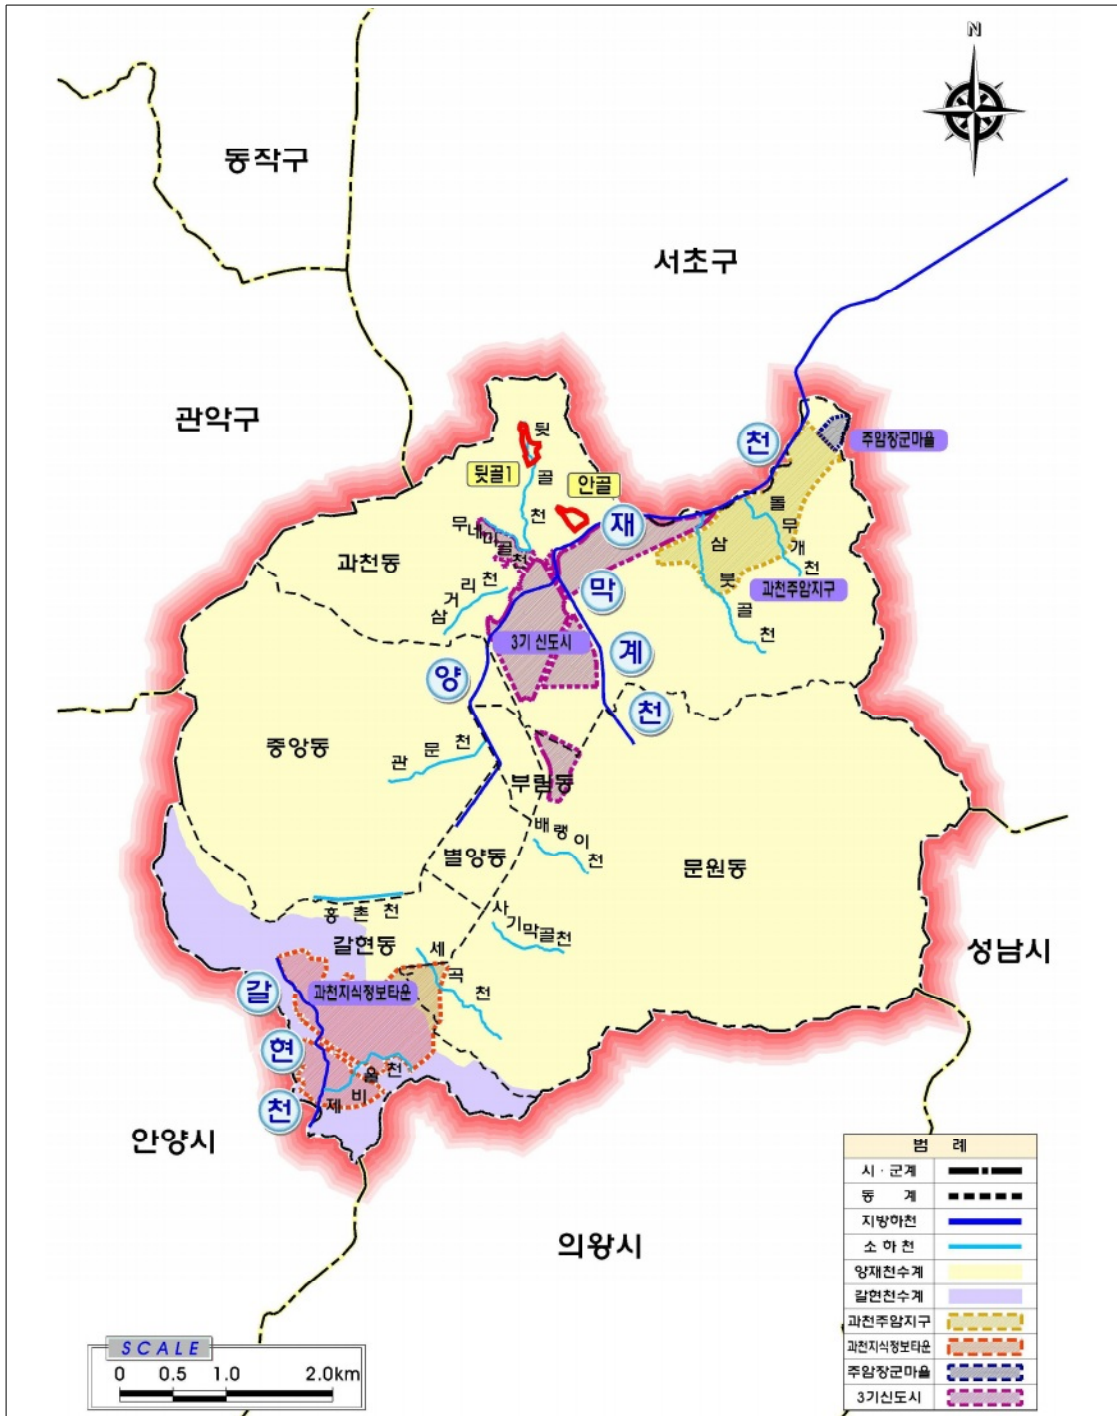 N
동작구
서초구
관악구
천
주암장군마을
뒷골천
뒷골1
안골
재
돌무개천
무네미골천
삼붓골천
과천동
삼거리천
막
과천주암지구
3기 신도시
계
양
천
중앙동
관문천
부림동
배랭이천
별양동
문원동
홍촌천
사기막골천
갈현동
세곡천
성남시
갈
과천지식정보타운
현
제비울천
천
안양시
의왕시
범 례
시·군계
동 계
지방하천
소하천
양재천수계
갈현천수계
과천주암지구
과천지식정보타운
주암장군마을
3기신도시
SCALE
0 0.5 1.0 2.0km